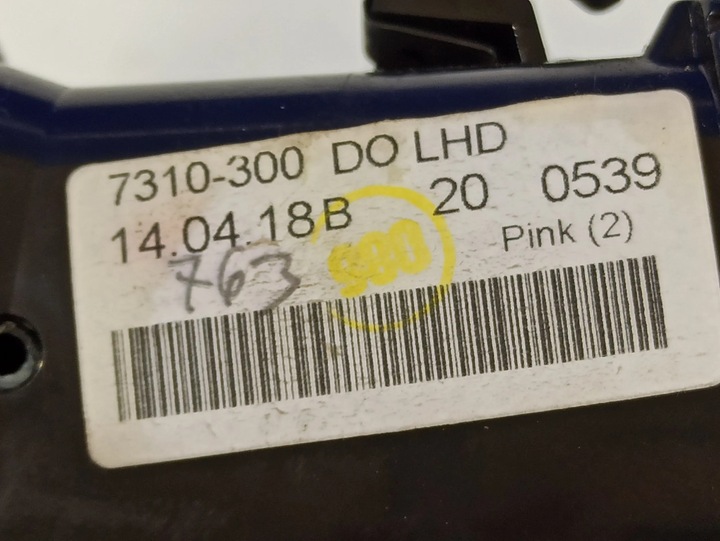 7310-300 DO LHD
14.04.18B 20 0539
Pink (2)
763